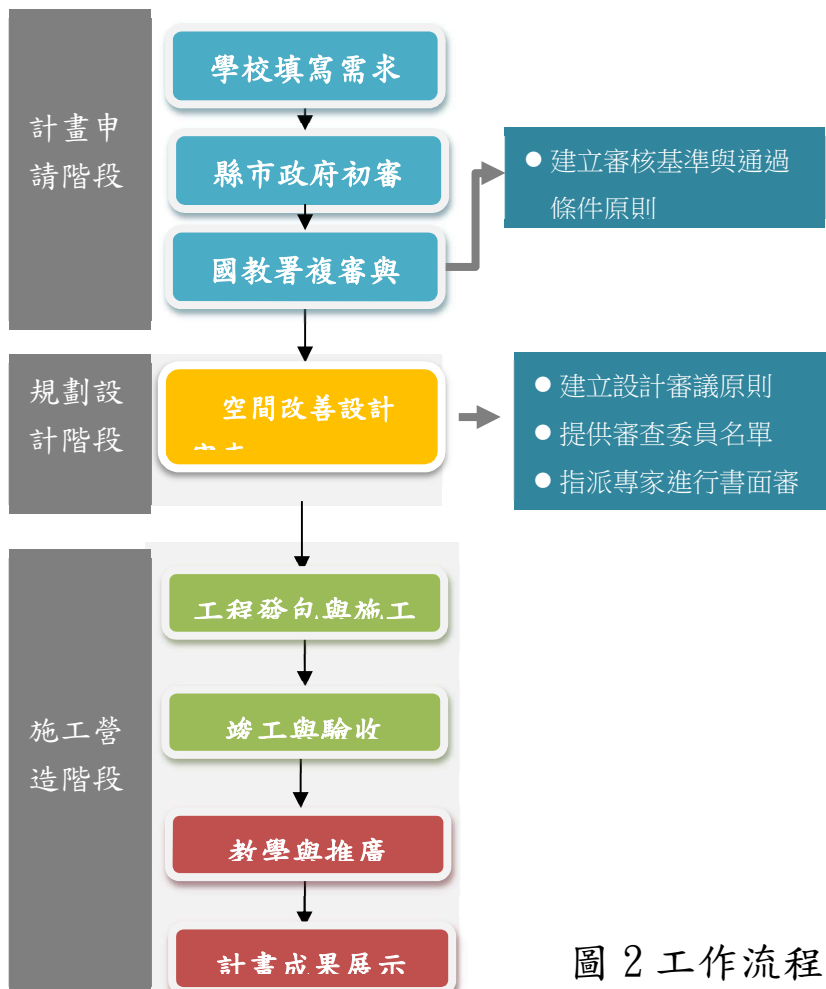 計畫申
請階段
學校填寫需求
縣市政府初審
國教署複審與
建立審核基準與通過
條件原則
規劃設
計階段
空間改善設計
建立設計審議原則
提供審查委員名單
指派專家進行書面審
施工營
造階段
工程發包與施工
竣工與驗收
教學與推廣
計畫成果展示
圖 2 工作流程